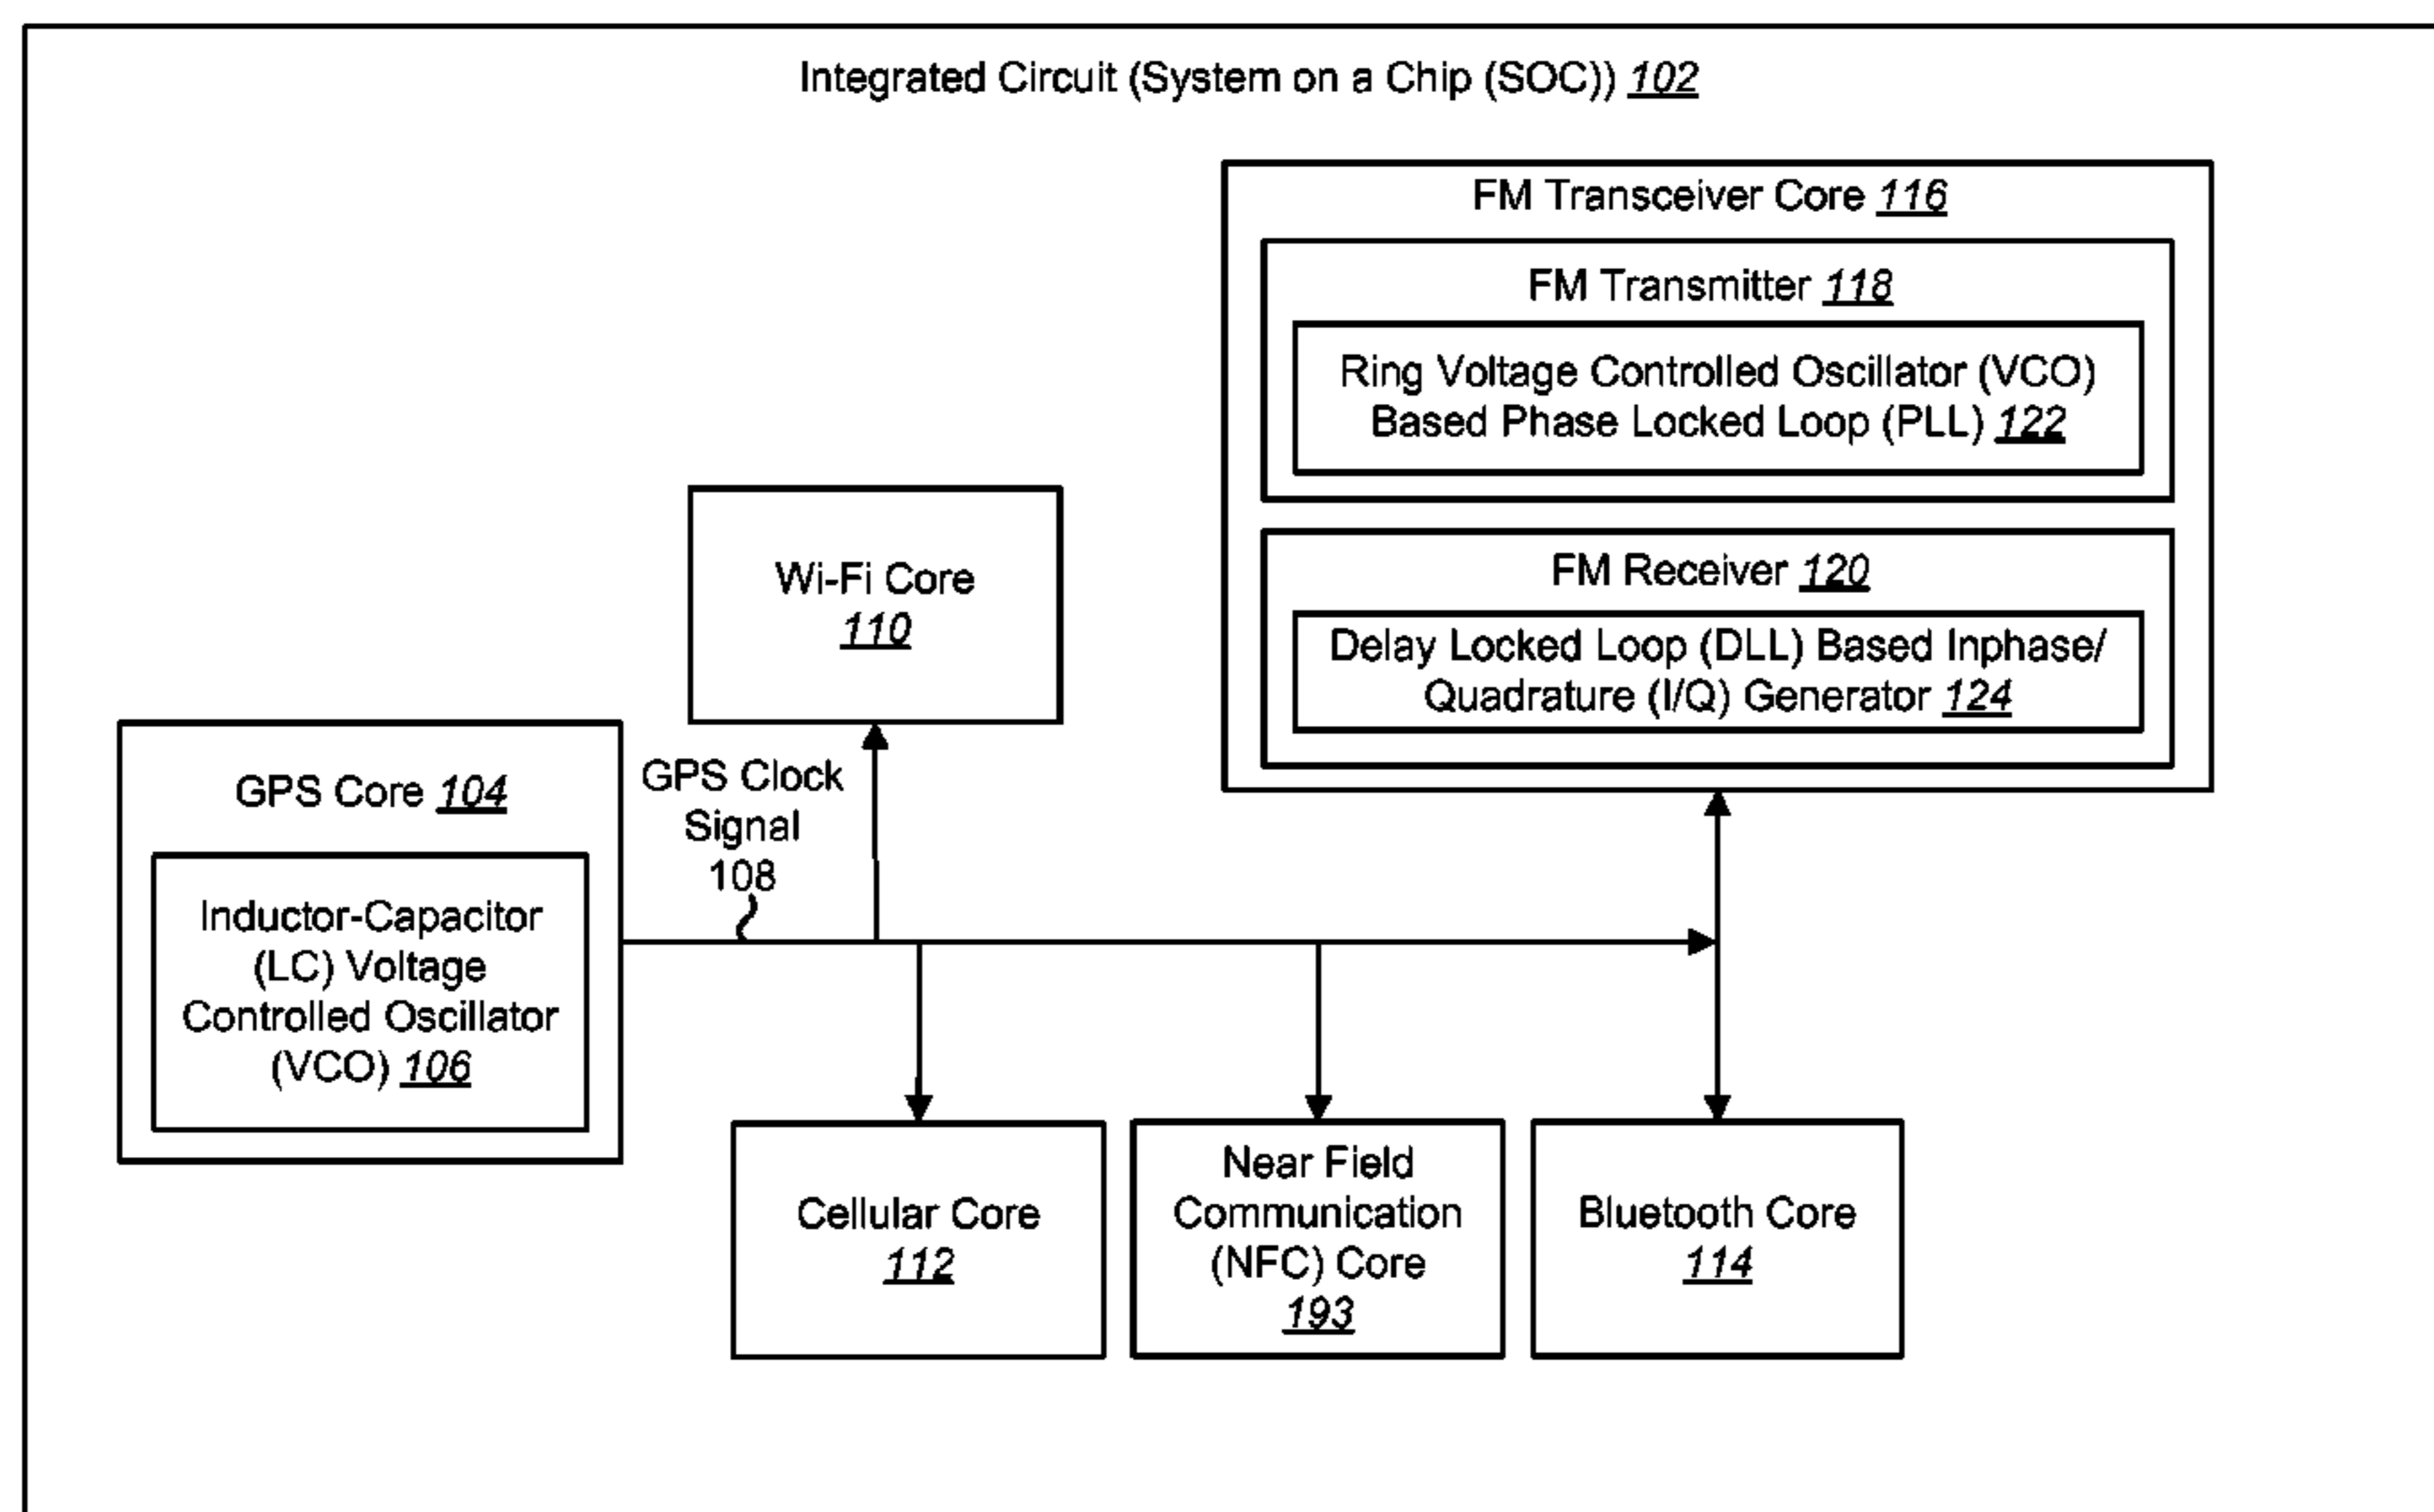 Integrated Circuit (System on a Chip (SOC)) 102
FM Transceiver Core 116
FM Transmitter 118
Ring Voltage Controlled Oscillator (VCO)
Based Phase Locked Loop (PLL) 122
FM Receiver 120
Delay Locked Loop (DLL) Based Inphase/
Quadrature (I/Q) Generator 124
Wi-Fi Core
110
GPS Clock
Signal
108
GPS Core 104
Inductor-Capacitor
(LC) Voltage
Controlled Oscillator
(VCO) 106
Cellular Core
112
Near Field
Communication
(NFC) Core
193
Bluetooth Core
114